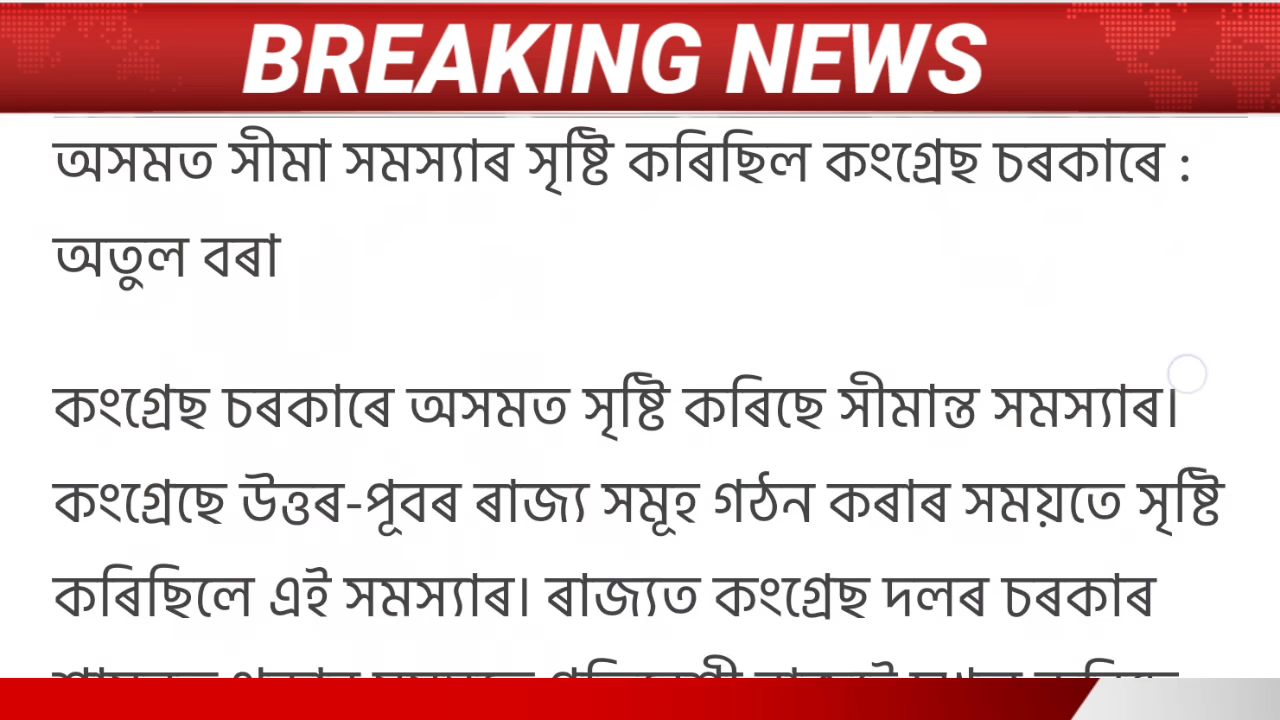 BREAKING NEWS
অসমত সীমা সমস্যাৰ সৃষ্টি কৰিছিল কংগ্ৰেছ চৰকাৰে :
অতুল বৰা
কংগ্ৰেছ চৰকাৰে অসমত সৃষ্টি কৰিছে সীমান্ত সমস্যাৰ।
কংগ্ৰেছে উত্তৰ-পূবৰ ৰাজ্য সমূহ গঠন কৰাৰ সময়তে সৃষ্টি
কৰিছিলে এই সমস্যাৰ। ৰাজ্যত কংগ্ৰেছ দলৰ চৰকাৰ